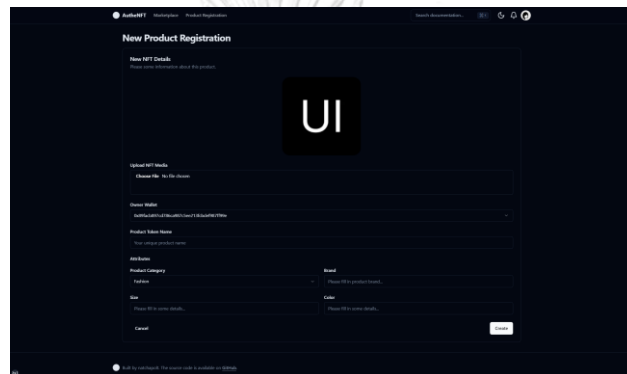 AutheNFT Marketplace Product Registration Search documentation...
New Product Registration
New NFT Details
Please some information about this product.
UI
Upload NFT Media
Choose File No file chosen
Owner Wallet
Product Token Name
Your unique product name
Attributes
Product Category Brand
Fashion Please fill in product brand...
Size Color
Please fill in some details... Please fill in some details...
Cancel Create
Built by The source code is available on GitHub.